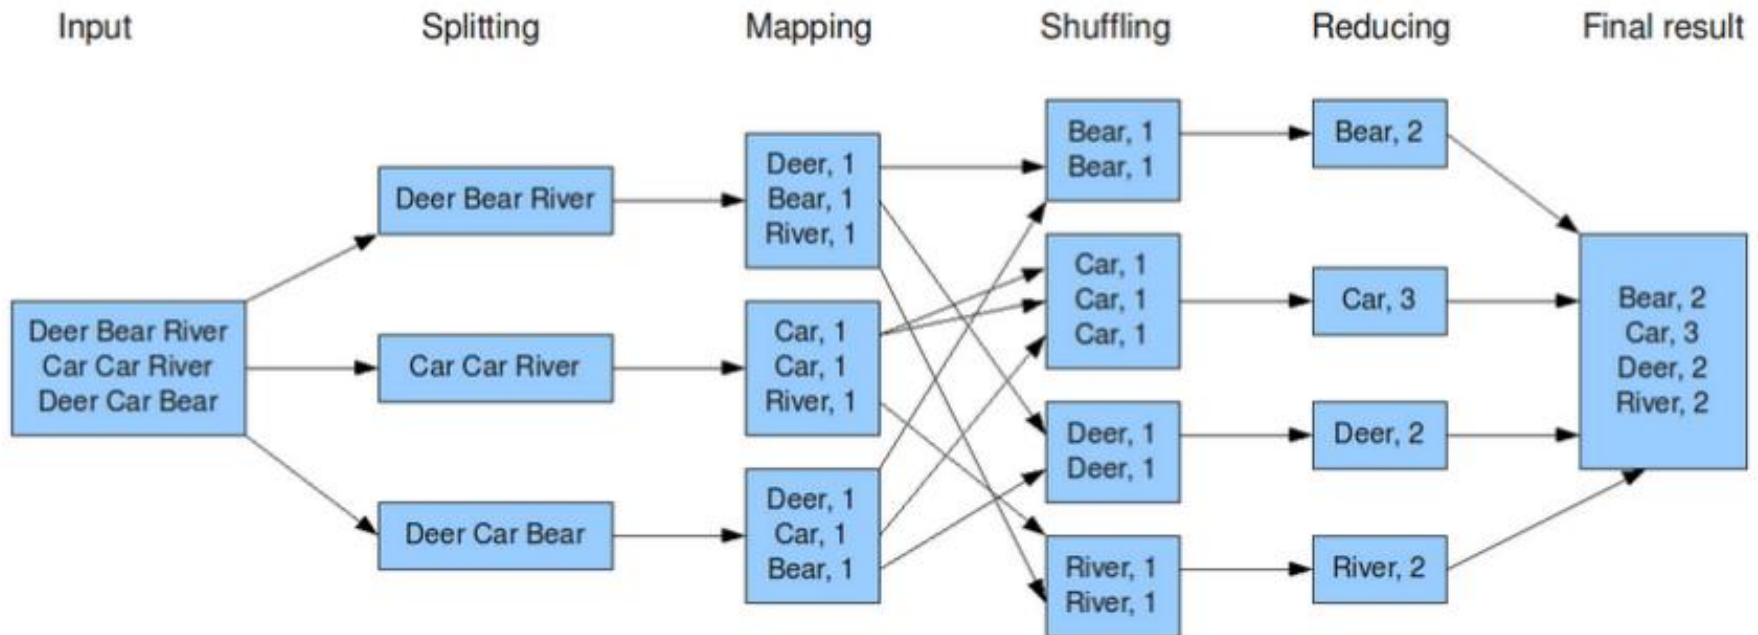 Input
Splitting
Mapping
Shuffling
Reducing
Final result
Deer Bear River
Car Car River
Deer Car Bear
Deer Bear River
Car Car River
Deer Car Bear
Deer, 1
Bear, 1
River, 1
Car, 1
Car, 1
River, 1
Deer, 1
Car, 1
Bear, 1
Bear, 1
Bear, 1
Car, 1
Car, 1
Car, 1
Deer, 1
Deer, 1
River, 1
River, 1
Bear, 2
Car, 3
Deer, 2
River, 2
Bear, 2
Car, 3
Deer, 2
River, 2